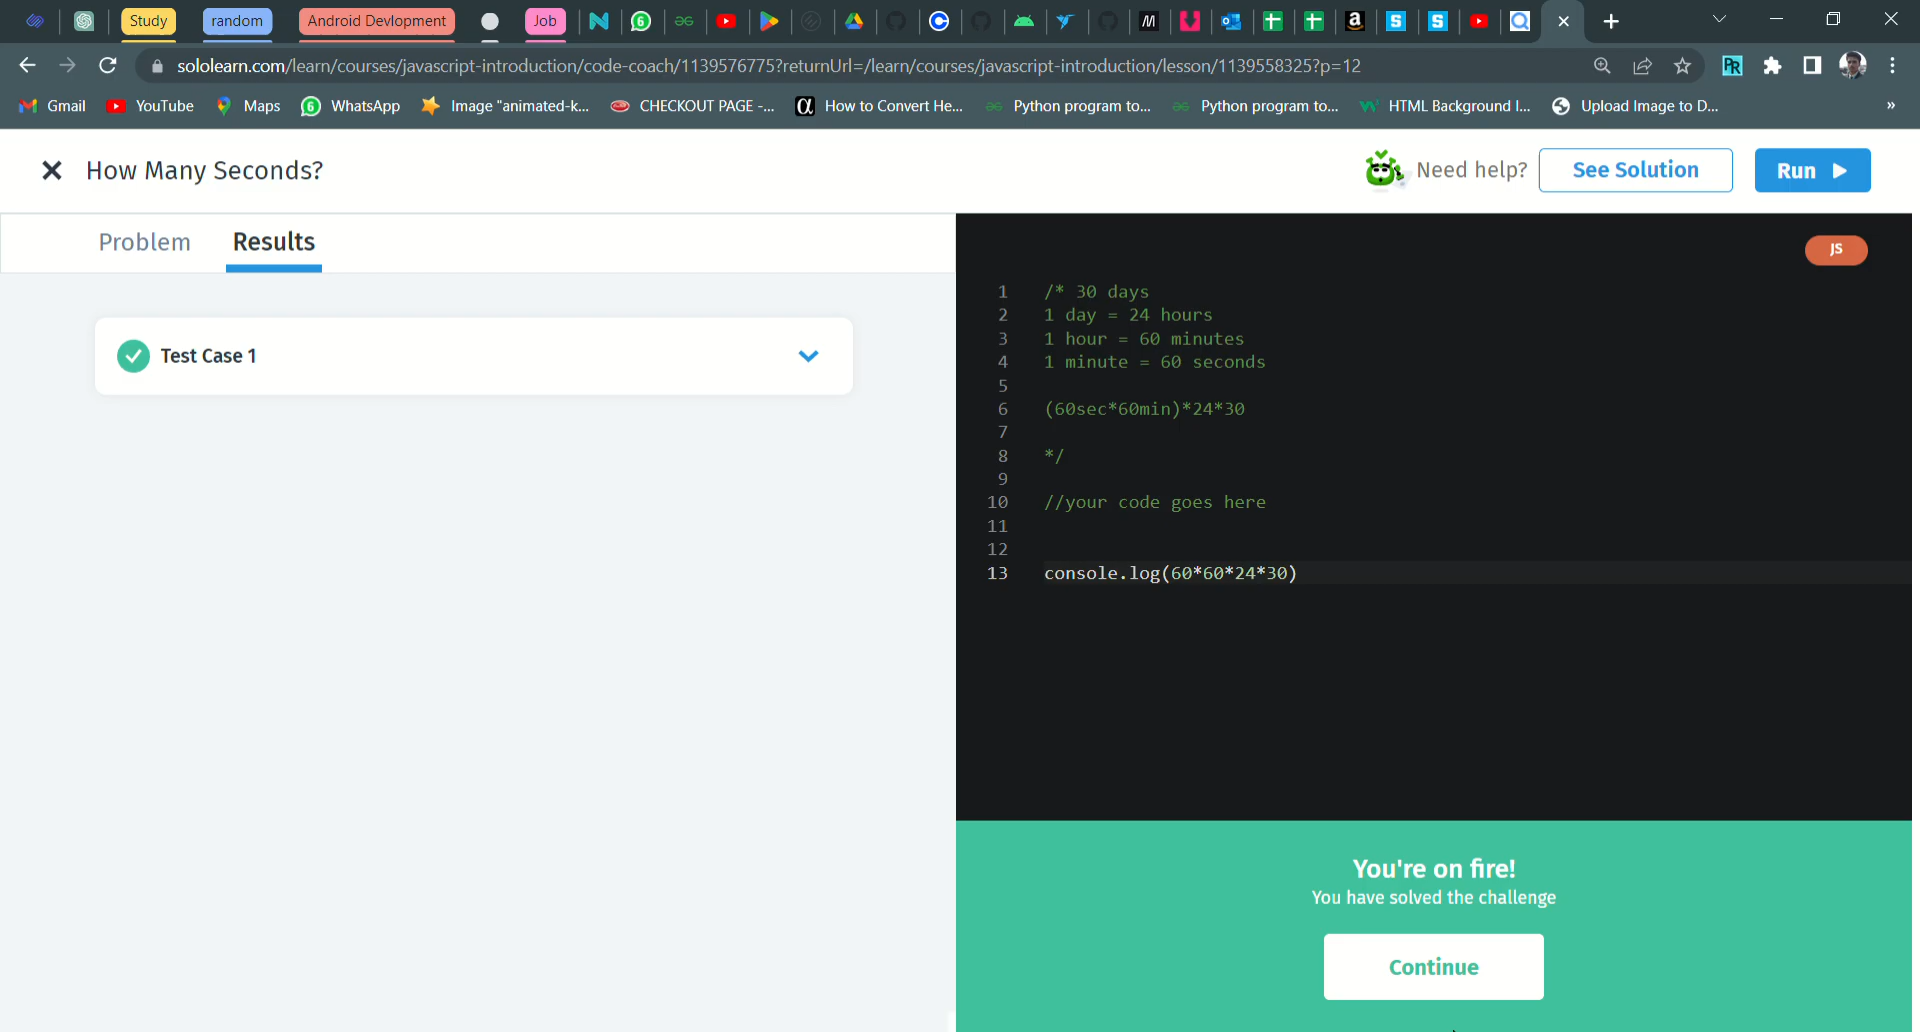 Study
random
Android Devlopment
Job
sololearn.com/learn/courses/javascript-introduction/code-coach/1139576775?returnUrl=/learn/courses/javascript-introduction/lesson/1139558325?p=12
Gmail
YouTube
Maps
WhatsApp
Image "animated-k...
CHECKOUT PAGE -...
How to Convert He...
Python program to...
Python program to...
HTML Background I...
Upload Image to D...
»
How Many Seconds?
Need help?
See Solution
Run
Problem
Results
Test Case 1
JS
1 /* 30 days
2 1 day = 24 hours
3 1 hour = 60 minutes
4 1 minute = 60 seconds
5
6 (60sec*60min)*24*30
7
8 */
9
10 //your code goes here
11
12
13 console.log(60*60*24*30)
You're on fire!
You have solved the challenge
Continue